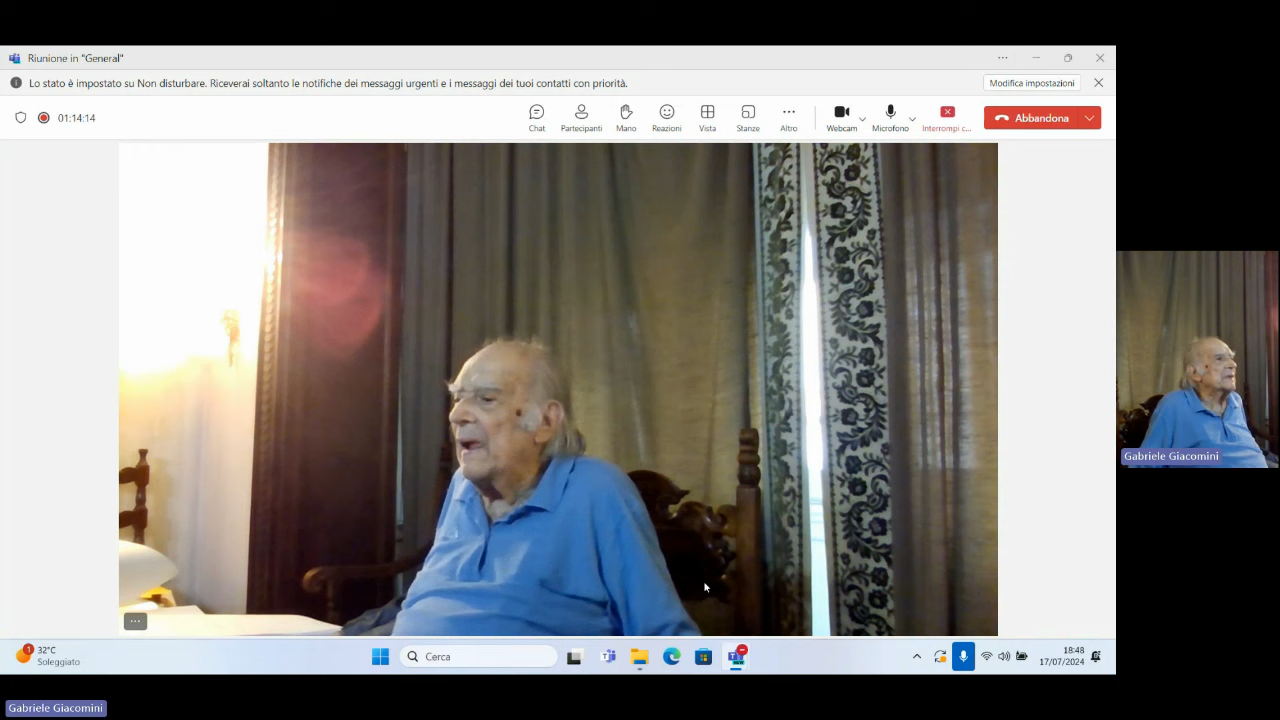 Riunione in "General"
Lo stato è impostato su Non disturbare. Riceverai soltanto le notifiche dei messaggi urgenti e i messaggi dei tuoi contatti con priorità.
Modifica impostazioni
01:14:14
Chat
Partecipanti
Mano
Reazioni
Vista
Stanze
Altro
Webcam
Microfono
Interrompi c...
Abbandona
Gabriele Giacomini
1
32°C
Soleggiato
Cerca
18:48
17/07/2024
Gabriele Giacomini